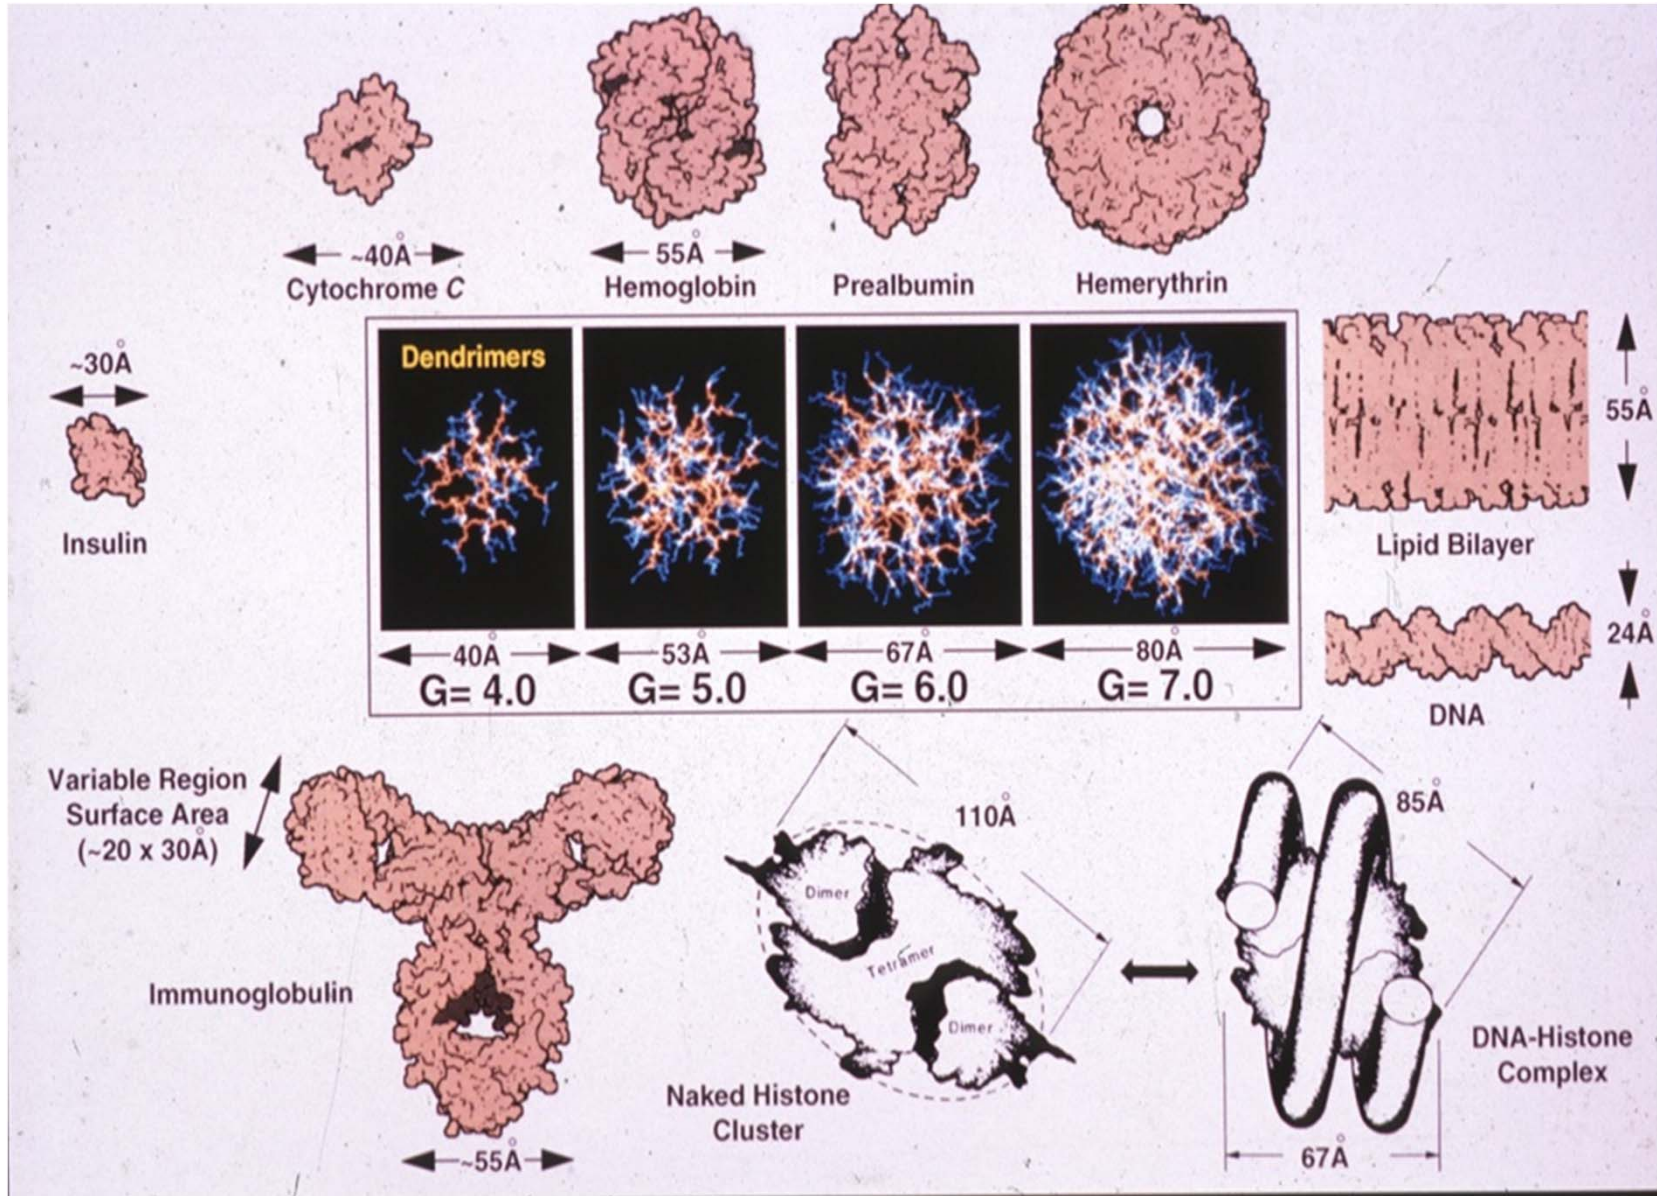 ~40Å
Cytochrome C
55Å
Hemoglobin
Prealbumin
Hemerythrin
~30Å
Insulin
Dendrimers
40Å
G= 4.0
53Å
G= 5.0
67Å
G= 6.0
80Å
G= 7.0
55Å
Lipid Bilayer
24Å
DNA
Variable Region
Surface Area
(~20 x 30Å)
Immunoglobulin
~55Å
110Å
Dimer
Tetramer
Dimer
Naked Histone
Cluster
85Å
DNA-Histone
Complex
67Å